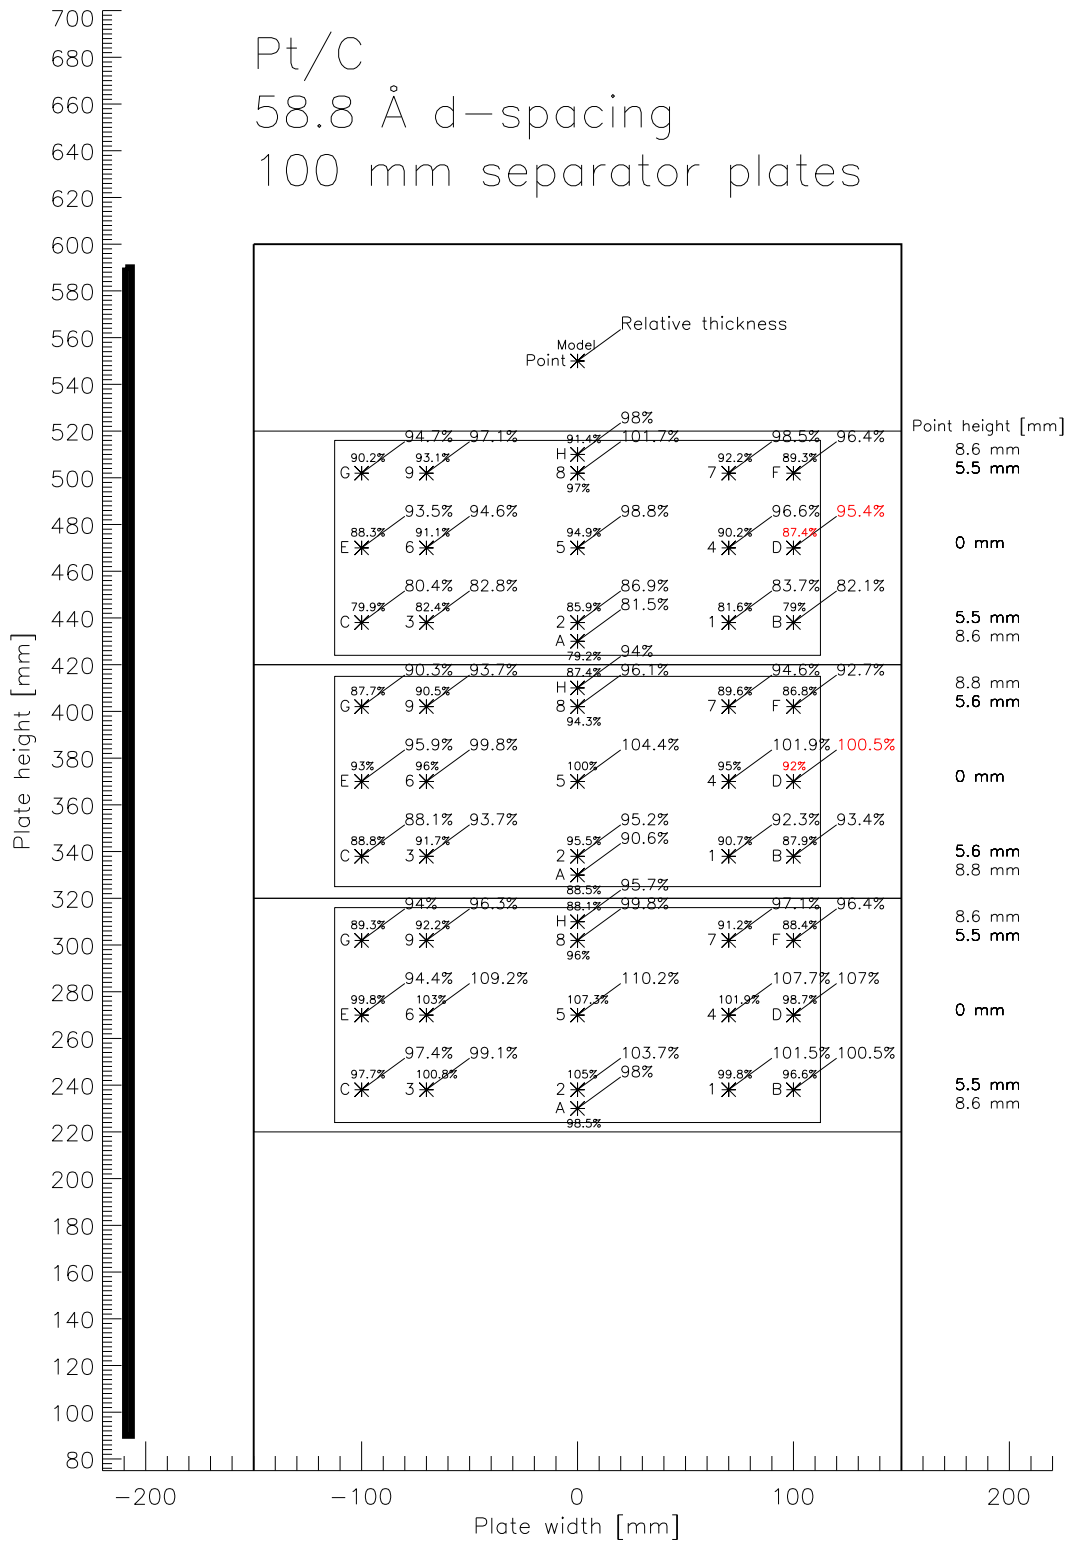 Pt/C
58.8 Å d-spacing
100 mm separator plates
700
680
660
640
620
600
580
560
540
520
500
480
460
440
420
400
380
360
340
320
300
280
260
240
220
200
180
160
140
120
100
80
Plate height [mm]
Relative thickness
Model
Point
Point height [mm]
98%
94.7% 97.1% 91.4% 101.7% 98.5% 96.4%
H
8.6 mm
90.2% 93.1% 92.2% 89.3%
G 9 8 7 F
5.5 mm
97%
93.5% 94.6% 98.8% 96.6% 95.4%
88.3% 91.1% 94.9% 90.2% 87.4%
E 6 5 4 D
0 mm
80.4% 82.8% 86.9% 83.7% 82.1%
79.9% 82.4% 85.9% 81.5% 81.6% 79%
C 3 2 1 B
5.5 mm
A
8.6 mm
79.2% 94%
90.3% 93.7% 87.4% 96.1% 94.6% 92.7%
H
8.8 mm
87.7% 90.5% 89.6% 86.8%
G 9 8 7 F
5.6 mm
94.3%
95.9% 99.8% 104.4% 101.9% 100.5%
93% 96% 100% 95% 92%
E 6 5 4 D
0 mm
88.1% 93.7% 95.2% 92.3% 93.4%
88.8% 91.7% 95.5% 90.6% 90.7% 87.9%
C 3 2 1 B
5.6 mm
A
8.8 mm
88.5% 95.7%
94% 96.3% 88.1% 99.8% 97.1% 96.4%
H
8.6 mm
89.3% 92.2% 91.2% 88.4%
G 9 8 7 F
5.5 mm
96%
94.4% 109.2% 110.2% 107.7% 107%
99.8% 103% 107.3% 101.9% 98.7%
E 6 5 4 D
0 mm
97.4% 99.1% 103.7% 101.5% 100.5%
97.7% 100.8% 105% 98% 99.8% 96.6%
C 3 2 1 B
5.5 mm
A
8.6 mm
98.5%
-200 -100 0 100 200
Plate width [mm]